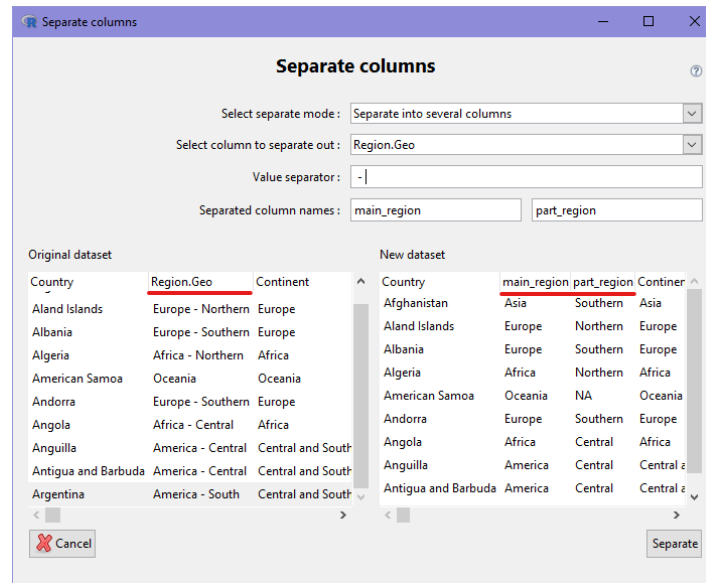 Separate columns
Separate columns
Select separate mode : Separate into several columns
Select column to separate out : Region.Geo
Value separator : -
Separated column names : main_region part_region
Original dataset
Country Region.Geo Continent
Aland Islands Europe - Northern Europe
Albania Europe - Southern Europe
Algeria Africa - Northern Africa
American Samoa Oceania Oceania
Andorra Europe - Southern Europe
Angola Africa - Central Africa
Anguilla America - Central Central and South
Antigua and Barbuda America - Central Central and South
Argentina America - South Central and South
New dataset
Country main_region part_region Continen
Afghanistan Asia Southern Asia
Aland Islands Europe Northern Europe
Albania Europe Southern Europe
Algeria Africa Northern Africa
American Samoa Oceania NA Oceania
Andorra Europe Southern Europe
Angola Africa Central Africa
Anguilla America Central Central a
Antigua and Barbuda America Central Central a
Cancel
Separate